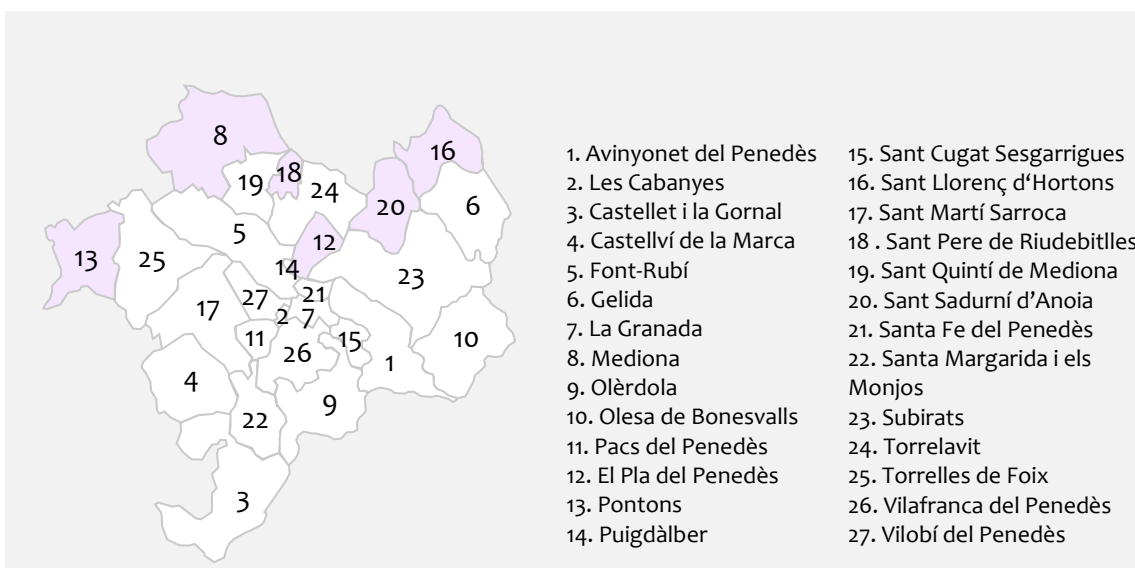 8
16
18
19
24
20
6
5
12
13
25
14
23
21
27
17
2
7
15
11
10
26
1
4
9
22
3
1. Avinyonet del Penedès
2. Les Cabanyes
3. Castellet i la Gornal
4. Castellví de la Marca
5. Font-Rubí
6. Gelida
7. La Granada
8. Mediona
9. Olèrdola
10. Olesa de Bonesvalls
11. Pacs del Penedès
12. El Pla del Penedès
13. Pontons
14. Puigdàlber
15. Sant Cugat Sesgarrigues
16. Sant Llorenç d‘Hortons
17. Sant Martí Sarroca
18 . Sant Pere de Riudebitlles
19. Sant Quintí de Mediona
20. Sant Sadurní d’Anoia
21. Santa Fe del Penedès
22. Santa Margarida i els
Monjos
23. Subirats
24. Torrelavit
25. Torrelles de Foix
26. Vilafranca del Penedès
27. Vilobí del Penedès